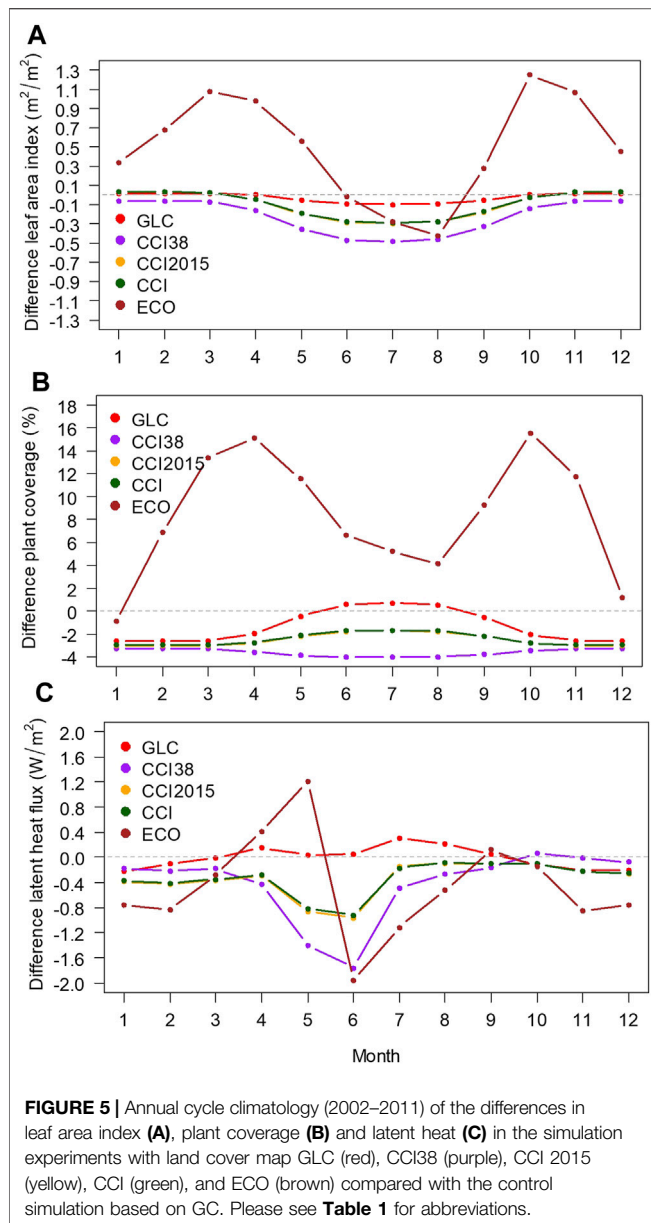 A
Difference leaf area index (m²/m²)
1.3
1.1
0.9
0.7
0.5
0.3
0.1
-0.1
-0.3
-0.5
-0.7
-0.9
-1.1
-1.3
GLC
CCI38
CCI2015
CCI
ECO
1 2 3 4 5 6 7 8 9 10 11 12
B
Difference plant coverage (%)
18
16
14
12
10
8
6
4
2
0
-2
-4
GLC
CCI38
CCI2015
CCI
ECO
1 2 3 4 5 6 7 8 9 10 11 12
C
Difference latent heat flux (W/m²)
2.0
1.6
1.2
0.8
0.4
0.0
-0.4
-0.8
-1.2
-1.6
-2.0
GLC
CCI38
CCI2015
CCI
ECO
1 2 3 4 5 6 7 8 9 10 11 12
Month
FIGURE 5 | Annual cycle climatology (2002–2011) of the differences in
leaf area index (A), plant coverage (B) and latent heat (C) in the simulation
experiments with land cover map GLC (red), CCI38 (purple), CCI 2015
(yellow), CCI (green), and ECO (brown) compared with the control
simulation based on GC. Please see Table 1 for abbreviations.